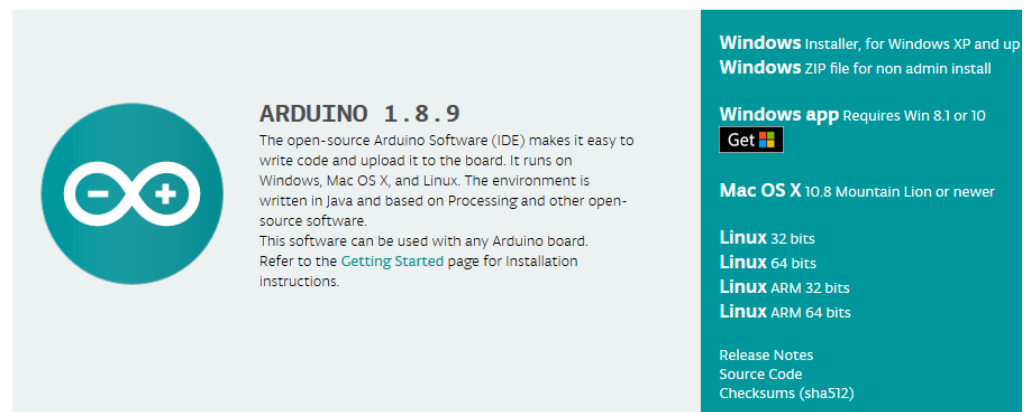 ARDUINO 1.8.9
The open-source Arduino Software (IDE) makes it easy to
write code and upload it to the board. It runs on
Windows, Mac OS X, and Linux. The environment is
written in Java and based on Processing and other open-
source software.
This software can be used with any Arduino board.
Refer to the Getting Started page for Installation
instructions.
Windows Installer, for Windows XP and up
Windows ZIP file for non admin install
Windows app Requires Win 8.1 or 10
Get
Mac OS X 10.8 Mountain Lion or newer
Linux 32 bits
Linux 64 bits
Linux ARM 32 bits
Linux ARM 64 bits
Release Notes
Source Code
Checksums (sha512)